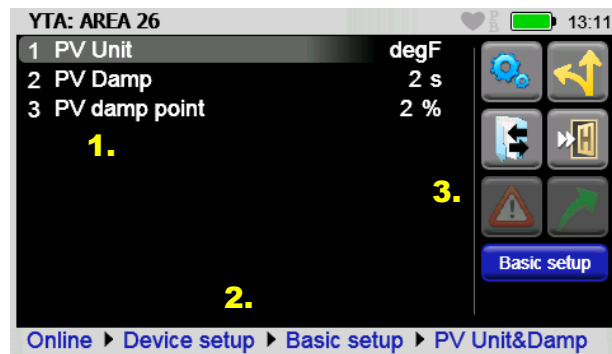 YTA: AREA 26 PB 13:11
1 PV Unit degF
2 PV Damp 2 s
3 PV damp point 2 %
1.
3.
Basic setup
2.
Online ▶ Device setup ▶ Basic setup ▶ PV Unit&Damp